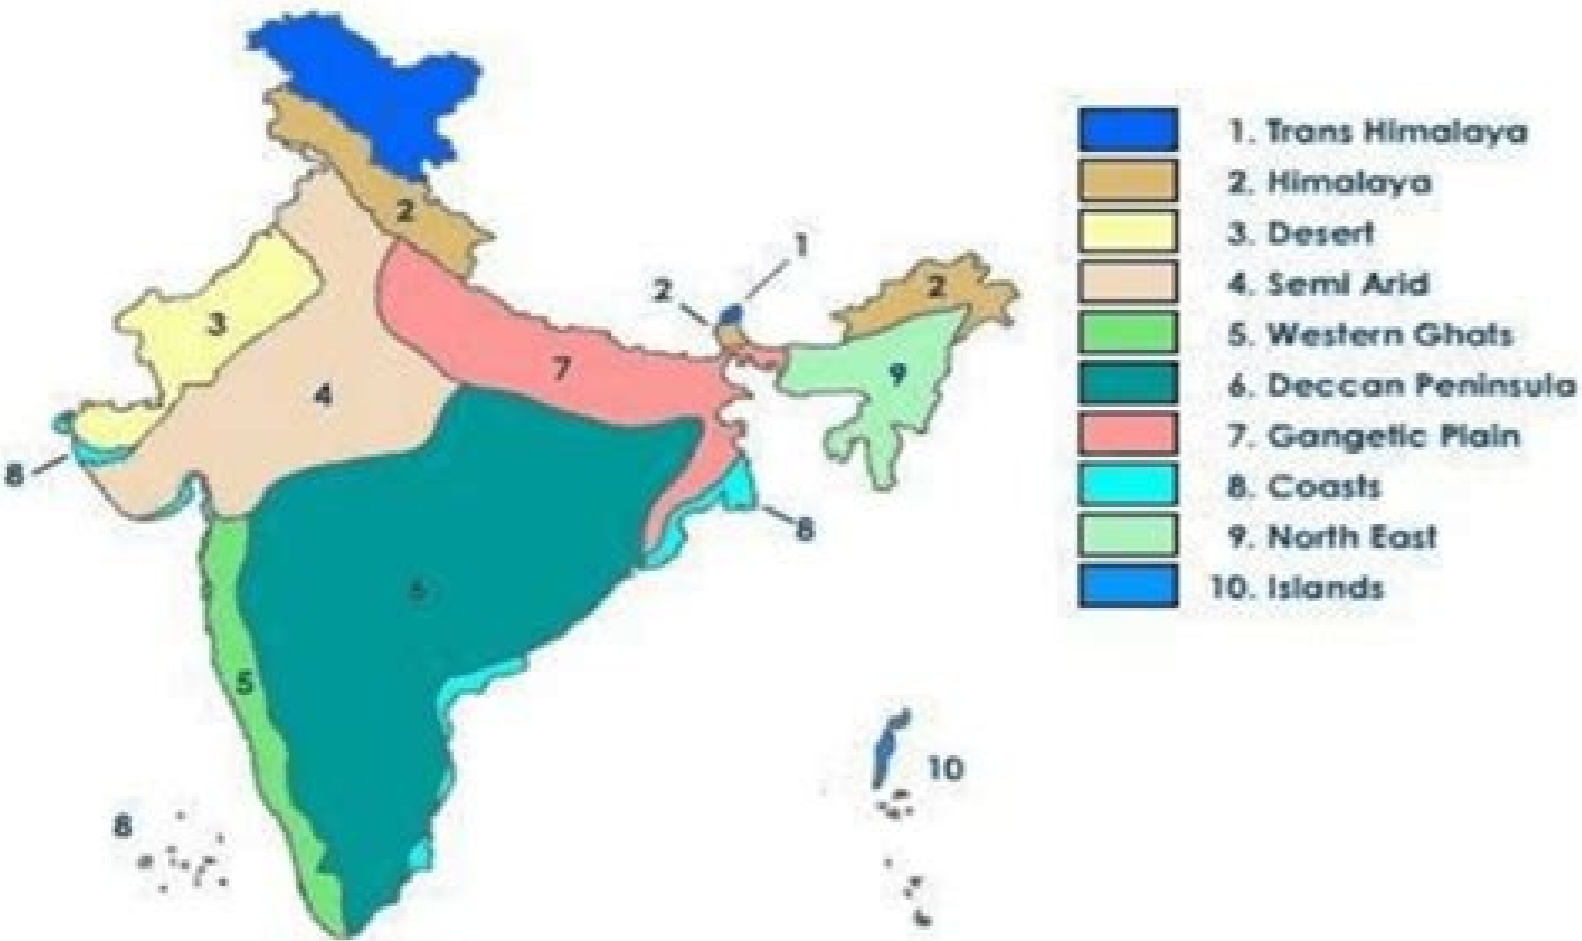 1
2
2
2
3
7
9
4
8
8
6
5
10
8
1. Trans Himalaya
2. Himalaya
3. Desert
4. Semi Arid
5. Western Ghats
6. Deccan Peninsula
7. Gangetic Plain
8. Coasts
9. North East
10. Islands